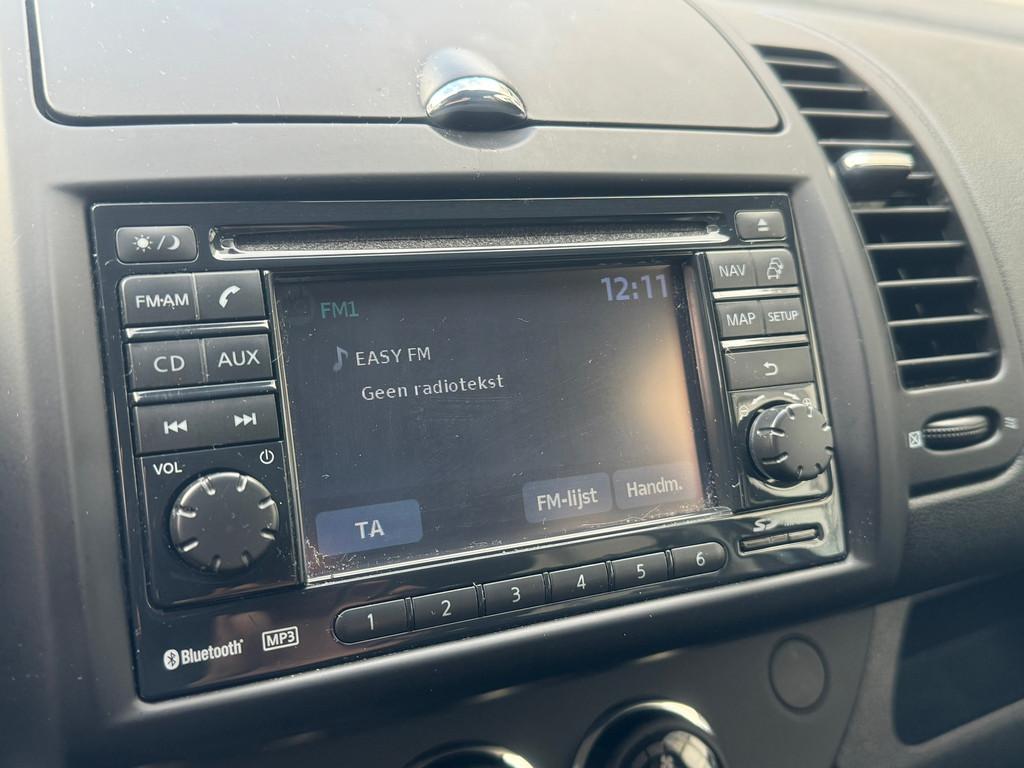 FM·AM
CD
AUX
VOL
FM1
12:11
EASY FM
Geen radiotekst
TA
FM-lijst
Handm.
NAV
MAP
SETUP
SD
1
2
3
4
5
6
Bluetooth
MP3